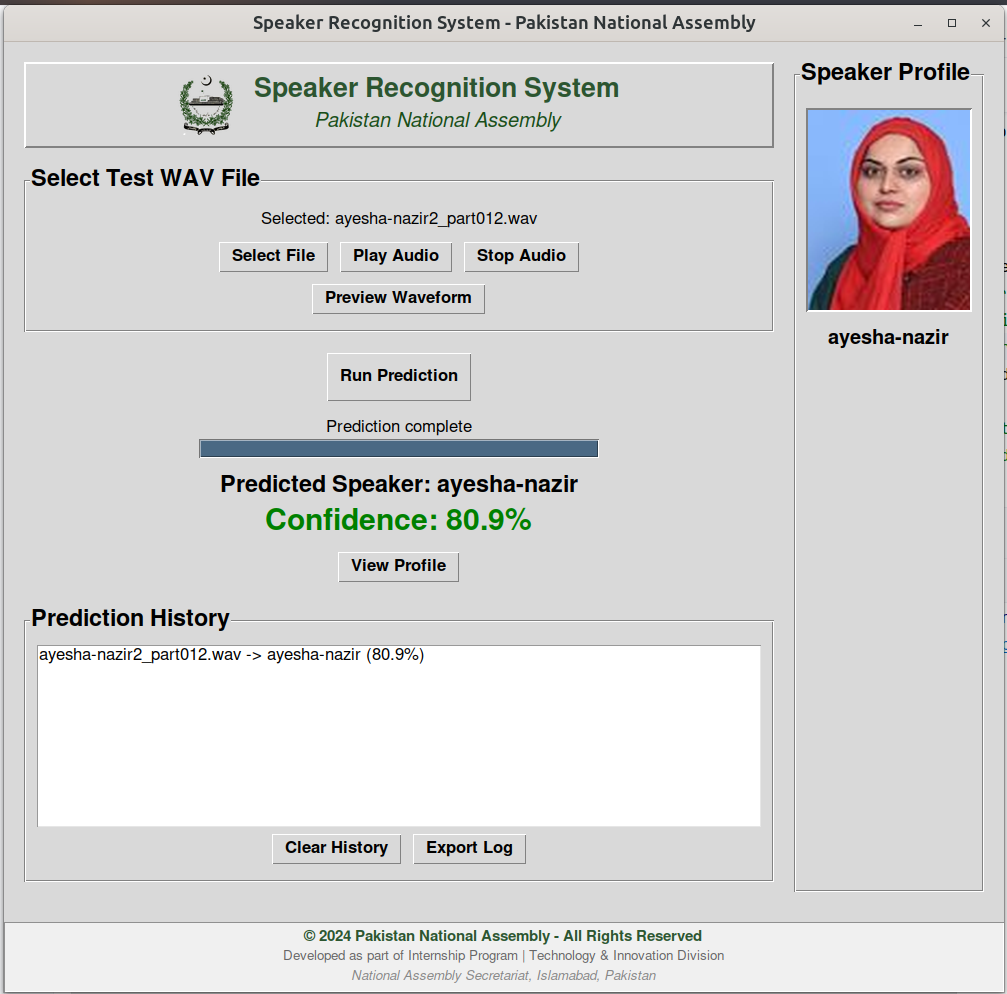 Speaker Recognition System - Pakistan National Assembly
Speaker Recognition System
Pakistan National Assembly
Select Test WAV File
Selected: ayesha-nazir2_part012.wav
Select File
Play Audio
Stop Audio
Preview Waveform
Run Prediction
Prediction complete
Predicted Speaker: ayesha-nazir
Confidence: 80.9%
View Profile
Prediction History
ayesha-nazir2_part012.wav -> ayesha-nazir (80.9%)
Clear History
Export Log
Speaker Profile
ayesha-nazir
© 2024 Pakistan National Assembly - All Rights Reserved
Developed as part of Internship Program | Technology & Innovation Division
National Assembly Secretariat, Islamabad, Pakistan